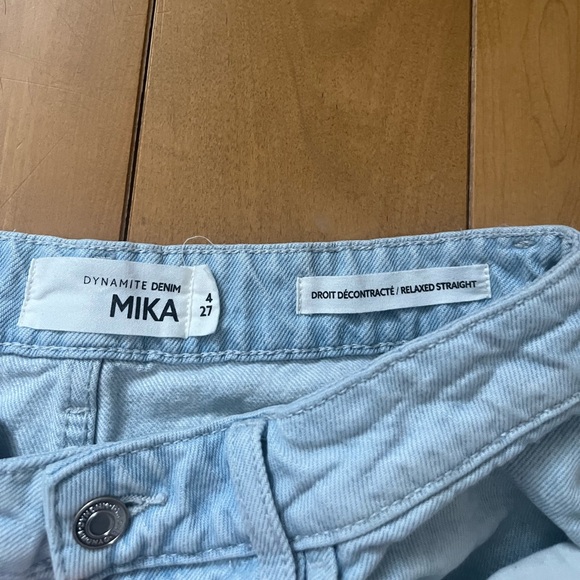 DYNAMITE DENIM
MIKA
4
27
DROIT DÉCONTRACTÉ / RELAXED STRAIGHT